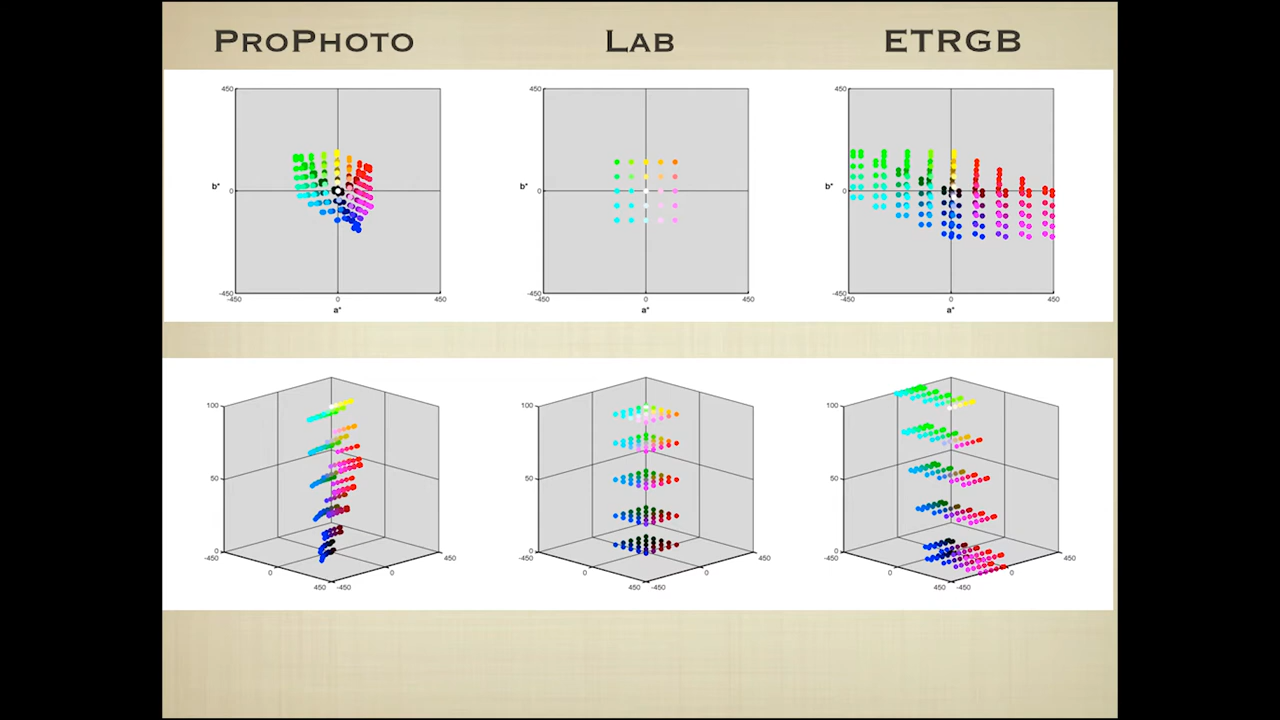 PROPHOTO LAB ETRGB
450 450 450
b* 0 b* 0 b* 0
-450 -450 -450
-450 0 450 -450 0 450 -450 0 450
a* a* a*
100 100 100
50 50 50
0 0 0
-450 450 -450 450 -450 450
0 0 0 0 0 0
450 -450 450 -450 450 -450